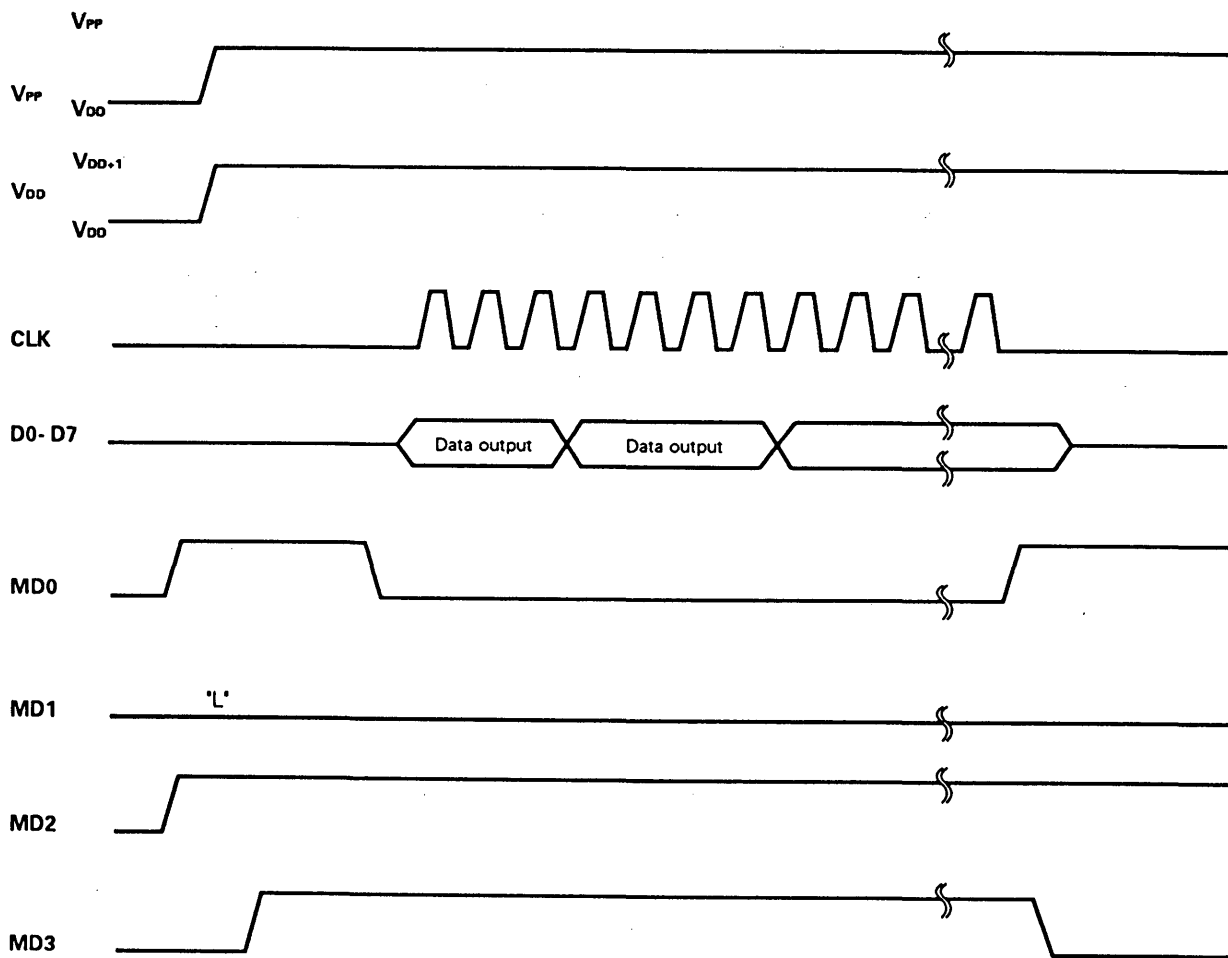 VPP
VPP VDD
VDD+1
VDD
VDD
CLK
D0- D7 Data output Data output
MD0
MD1 "L"
MD2
MD3